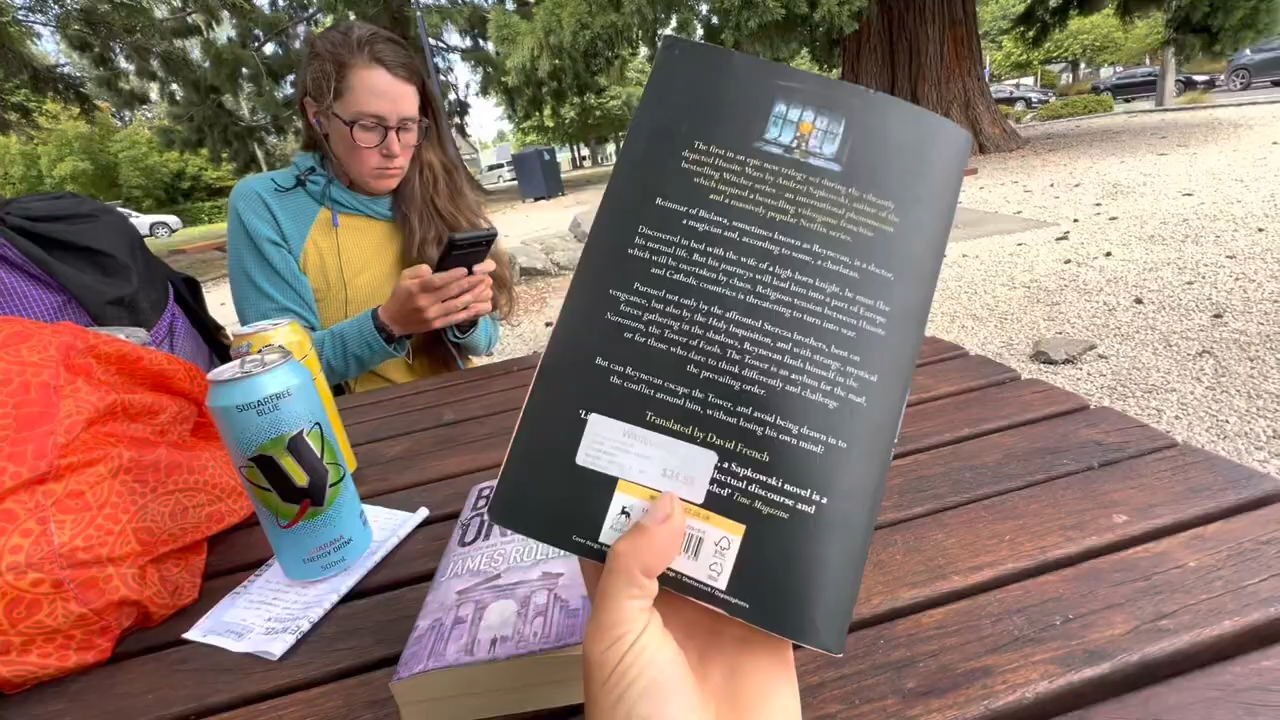 The first in an epic new trilogy set during the vibrantly
depicted Hussite Wars by Andrzej Sapkowski, author of the
bestselling Witcher series – an international phenomenon
which inspired a bestselling videogame franchise
and a massively popular Netflix series.
Reinmar of Bielawa, sometimes known as Reynevan, is a doctor,
a magician and, according to some, a charlatan.
Discovered in bed with the wife of a high-born knight, he must flee
his normal life. But his journeys will lead him into a part of Europe
which will be overtaken by chaos. Religious tension between Hussite
and Catholic countries is threatening to turn into war.
Pursued not only by the affronted Stercza brothers, bent on
vengeance, but also by the Holy Inquisition, and with strange, mystical
forces gathering in the shadows, Reynevan finds himself in the
Narrenturm, the Tower of Fools. The Tower is an asylum for the mad,
or for those who dare to think differently and challenge
the prevailing order.
But can Reynevan escape the Tower, and avoid being drawn in to
the conflict around him, without losing his own mind?
Translated by David French
, a Sapkowski novel is a
discourse and
Time Magazine
Cover design
© Shutterstock / Depositphotos
FSC
SUGARFREE
BLUE
V
GUARANA
ENERGY DRINK
500mL
JAMES